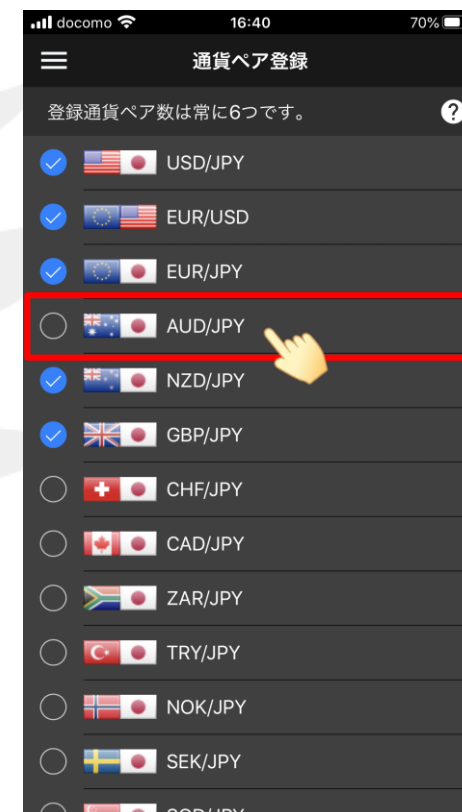 docomo 16:40 70%
通貨ペア登録
登録通貨ペア数は常に6つです。 ?
USD/JPY
EUR/USD
EUR/JPY
AUD/JPY
NZD/JPY
GBP/JPY
CHF/JPY
CAD/JPY
ZAR/JPY
TRY/JPY
NOK/JPY
SEK/JPY